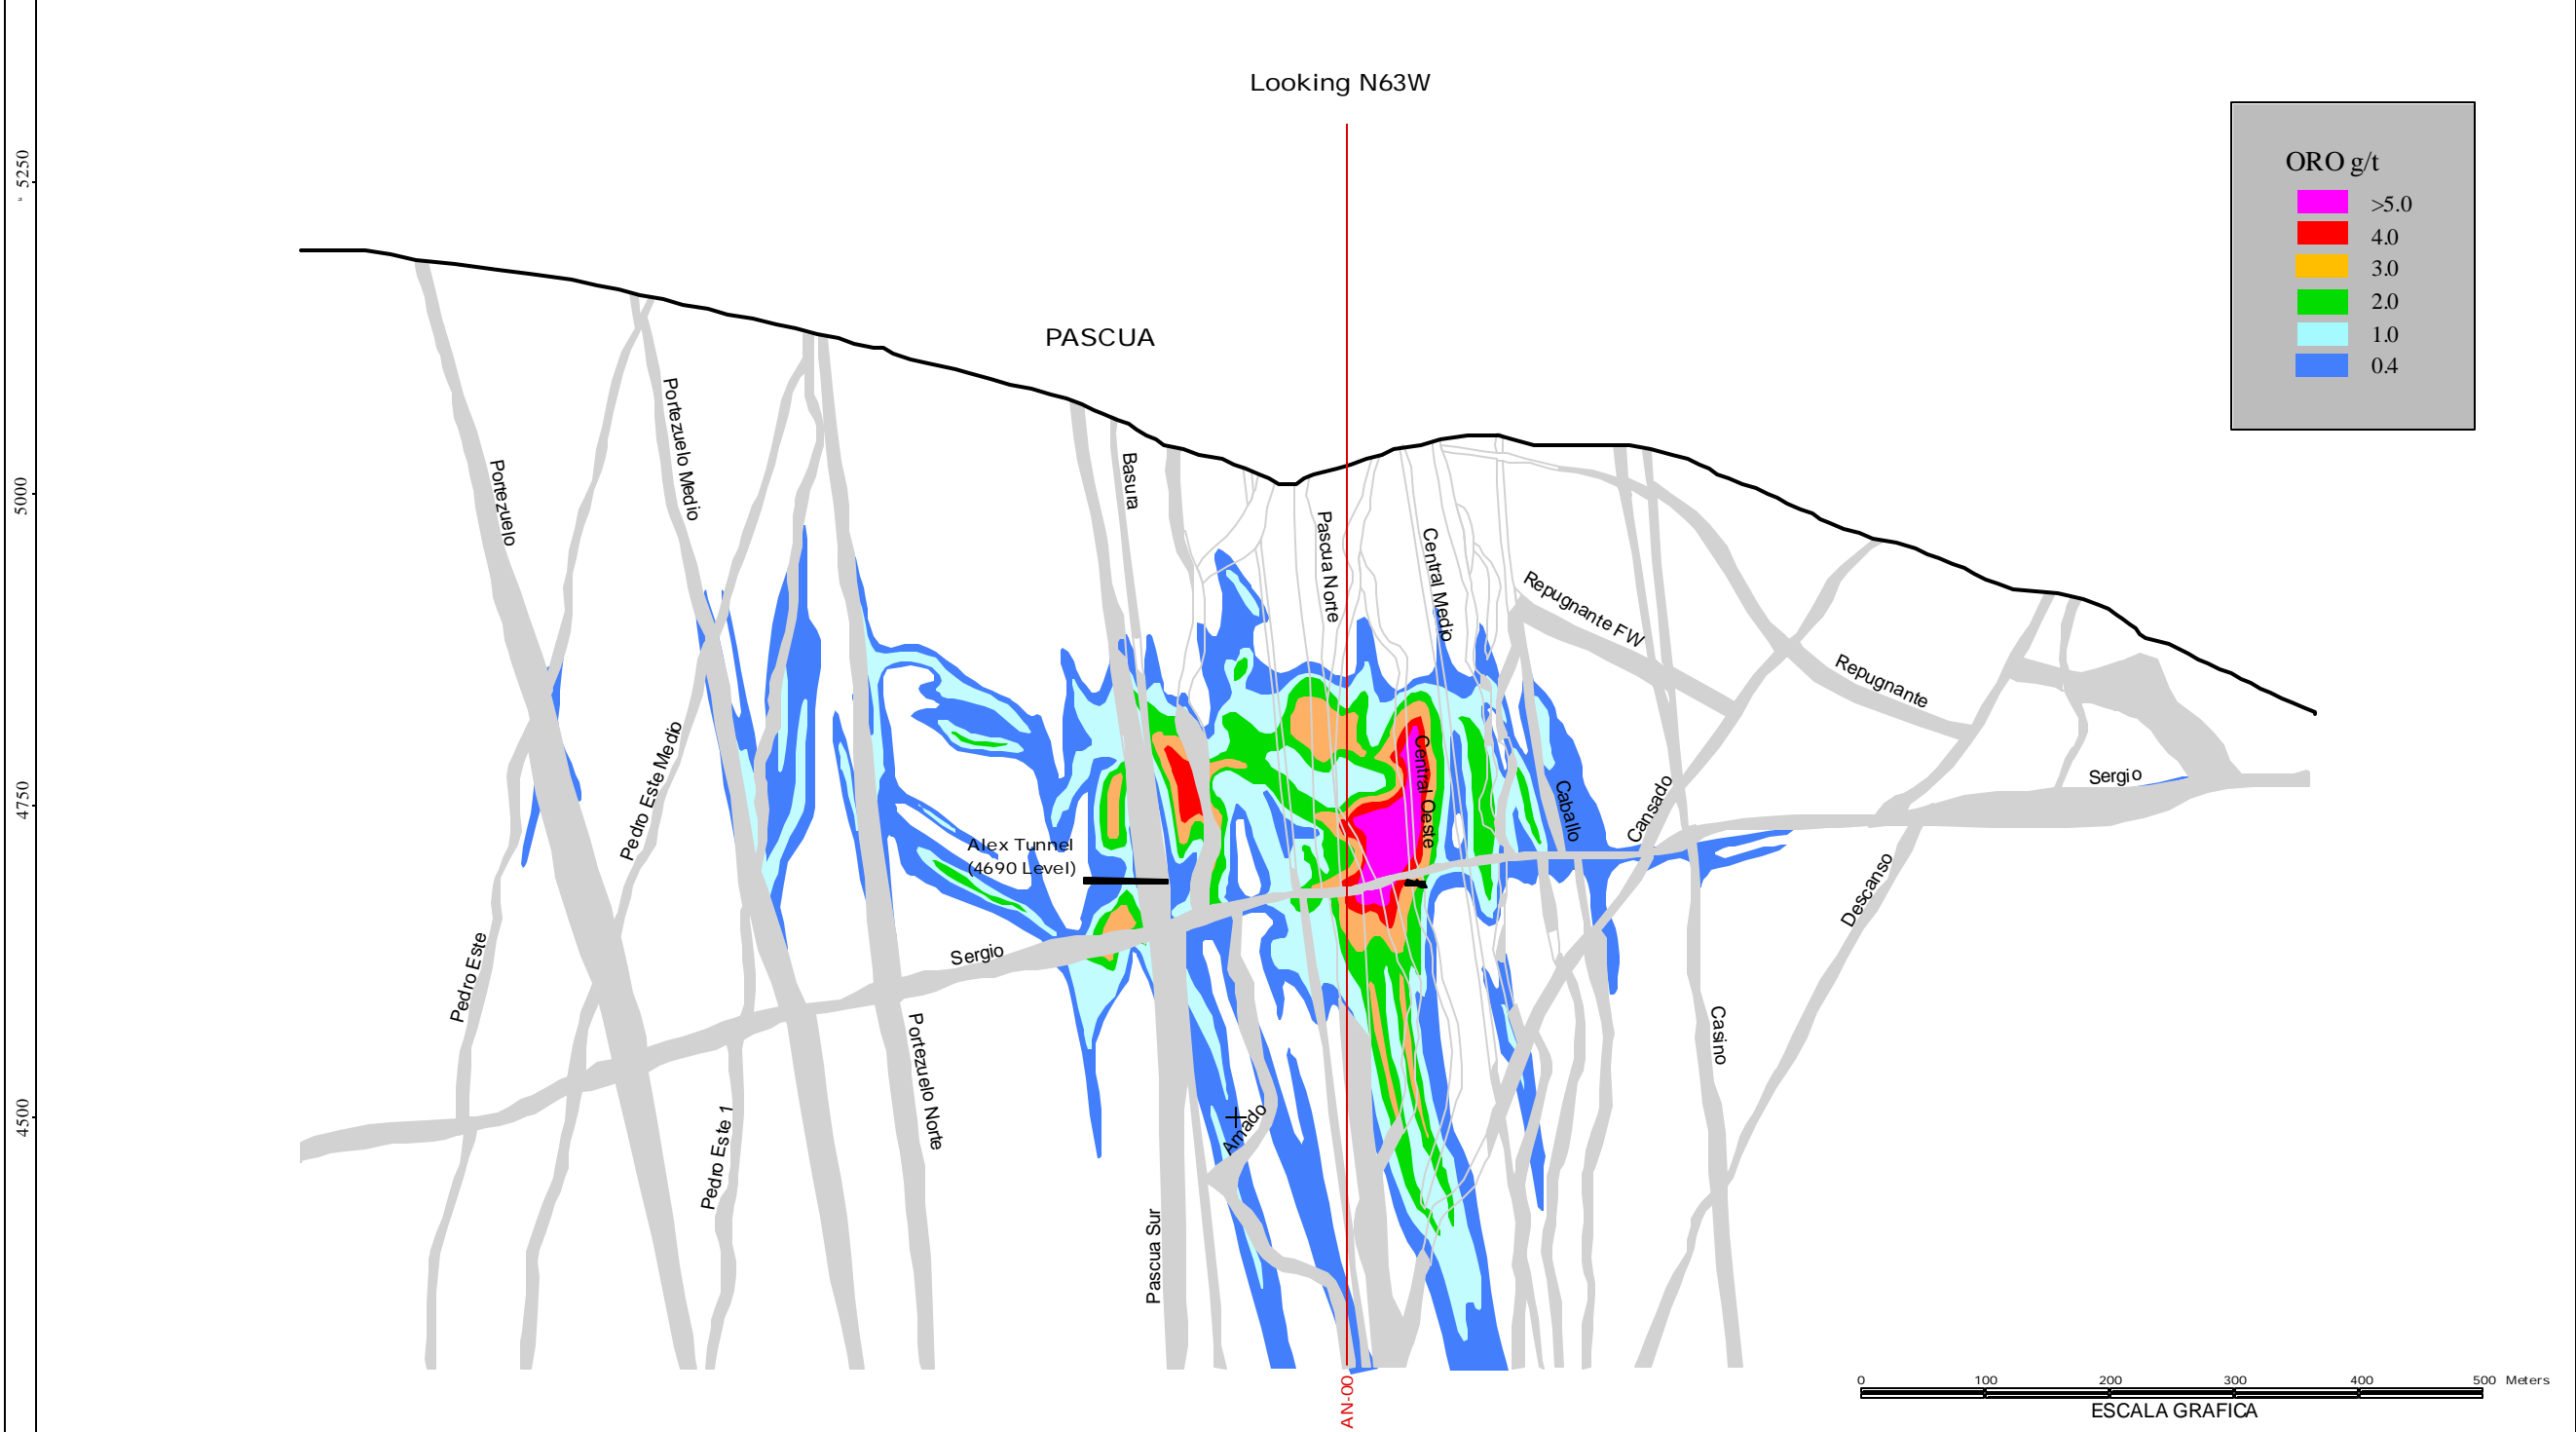 Looking N63W
5250
ORO g/t
>5.0
4.0
3.0
2.0
1.0
0.4
PASCUA
Portezuelo Medio
Basura
Portezuelo
5000
Pascua Norte
Central Medio
Repugnante FW
Repugnante
Pedro Este Medio
Central Oeste
Caballo
Cansado
Sergio
4750
Alex Tunnel
(4690 Level)
Descanso
Pedro Este
Sergio
Casino
Portezuelo Norte
4500
Pedro Este 1
Amado
Pascua Sur
AN-00
0 100 200 300 400 500 Meters
ESCALA GRAFICA